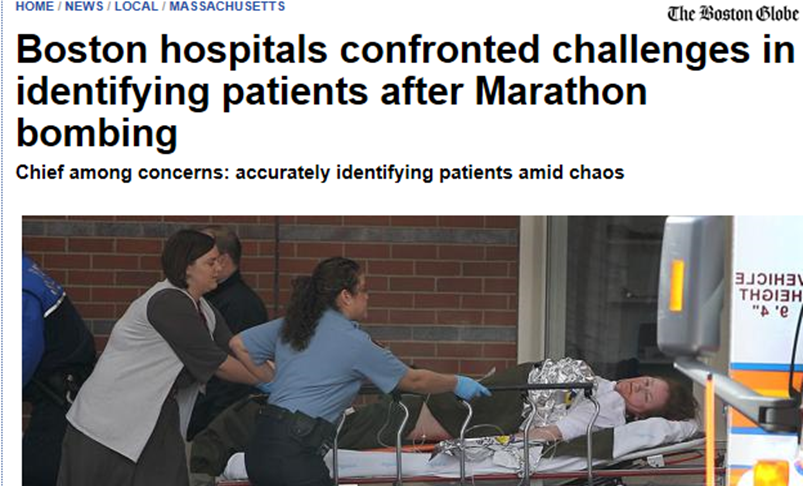 HOME / NEWS / LOCAL / MASSACHUSETTS
The Boston Globe
Boston hospitals confronted challenges in
identifying patients after Marathon
bombing
Chief among concerns: accurately identifying patients amid chaos
VEHICLE
HEIGHT
9' 4"